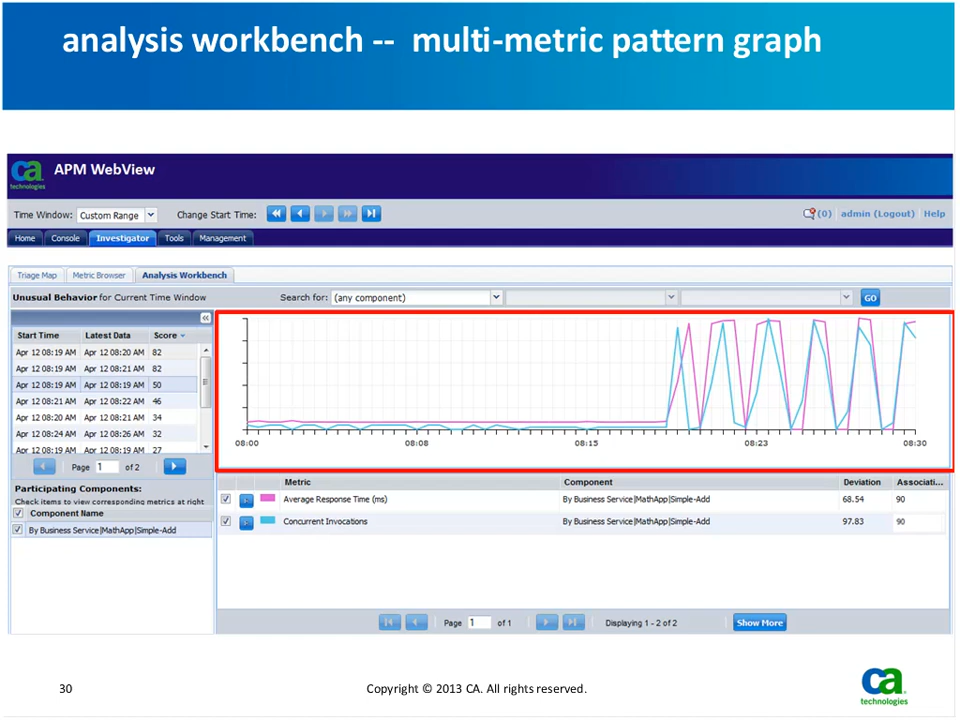 analysis workbench -- multi-metric pattern graph
ca technologies
APM WebView
Time Window: Custom Range Change Start Time: (0) admin (Logout) Help
Home Console Investigator Tools Management
Triage Map Metric Browser Analysis Workbench
Unusual Behavior for Current Time Window Search for: (any component) GO
Start Time Latest Data Score
Apr 12 08:19 AM Apr 12 08:20 AM 82
Apr 12 08:19 AM Apr 12 08:21 AM 82
Apr 12 08:19 AM Apr 12 08:19 AM 50
Apr 12 08:21 AM Apr 12 08:22 AM 46
Apr 12 08:20 AM Apr 12 08:21 AM 34
Apr 12 08:24 AM Apr 12 08:26 AM 32
Apr 12 08:19 AM Apr 12 08:19 AM 27
Page 1 of 2
Participating Components:
Check items to view corresponding metrics at right
Component Name
By Business Service|MathApp|Simple-Add
08:00 08:08 08:15 08:23 08:30
Metric Component Deviation Associati...
Average Response Time (ms) By Business Service|MathApp|Simple-Add 68.54 90
Concurrent Invocations By Business Service|MathApp|Simple-Add 97.83 90
Page 1 of 1 Displaying 1 - 2 of 2 Show More
30 Copyright © 2013 CA. All rights reserved.
ca technologies